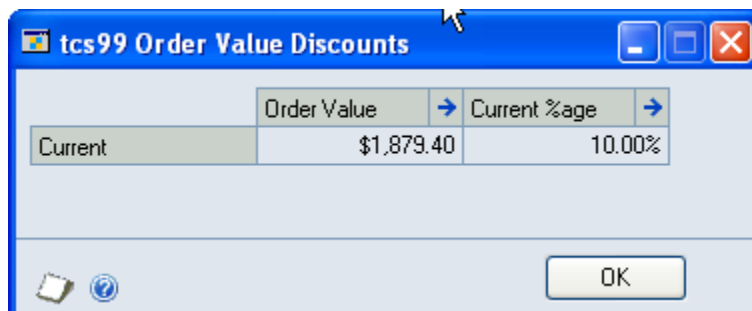 tcs99 Order Value Discounts
Order Value Current %age
Current $1,879.40 10.00%
OK